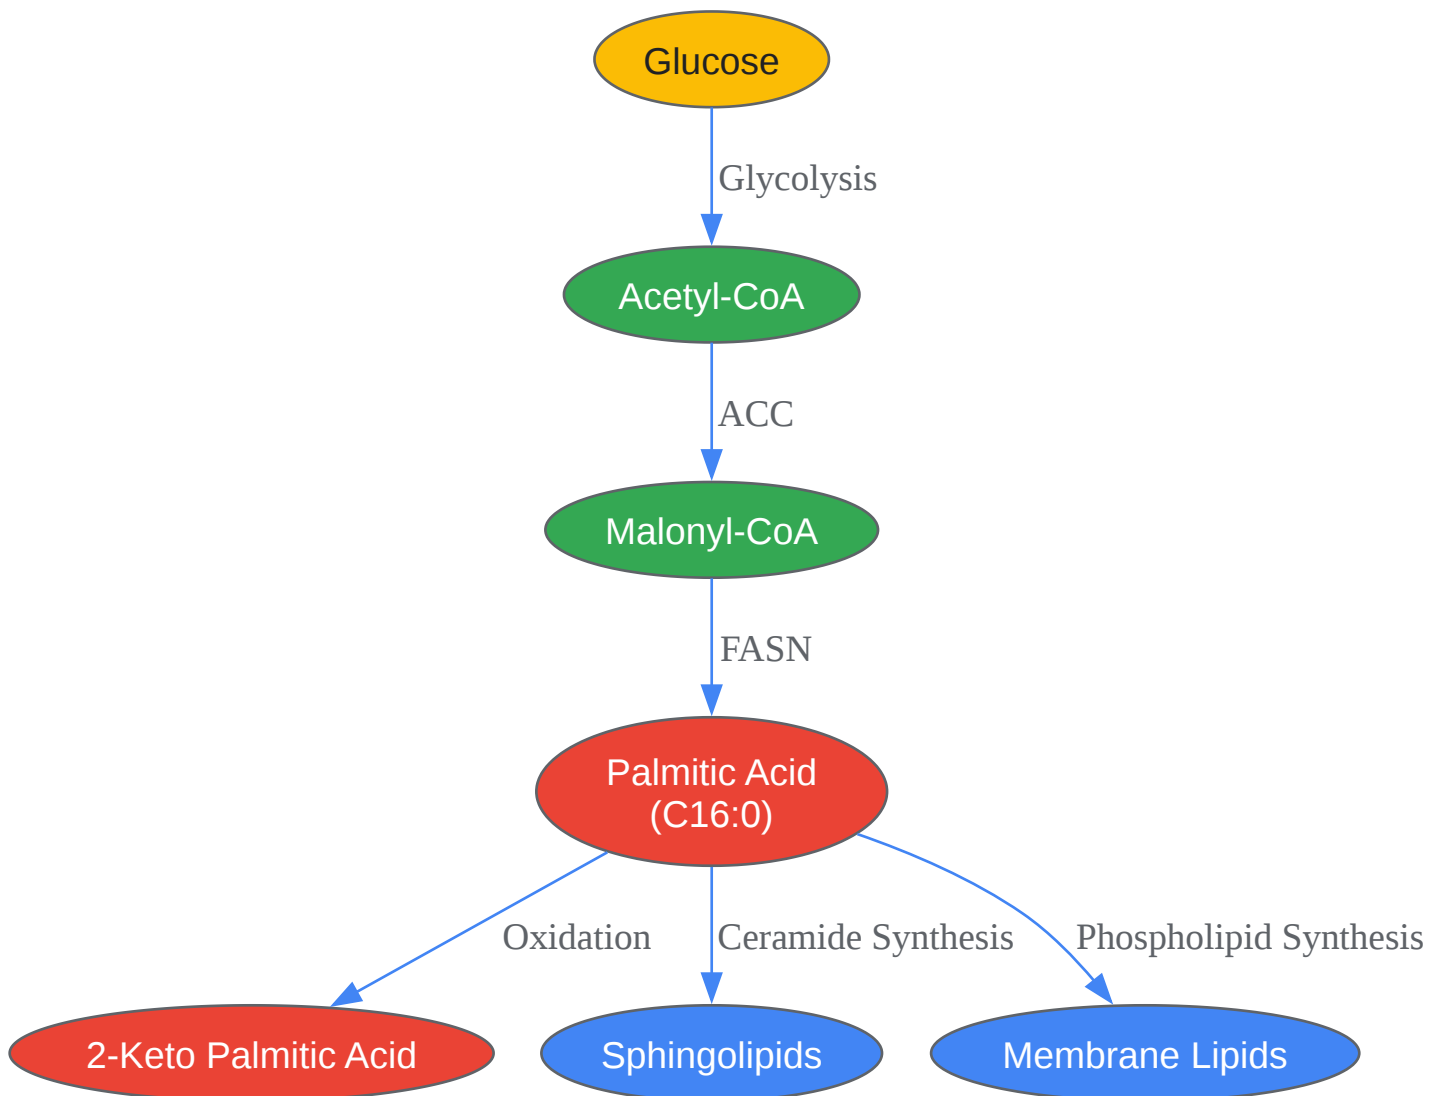 Glucose
Glycolysis
Acetyl-CoA
ACC
Malonyl-CoA
FASN
Palmitic Acid
(C16:0)
Oxidation
Ceramide Synthesis
Phospholipid Synthesis
2-Keto Palmitic Acid
Sphingolipids
Membrane Lipids